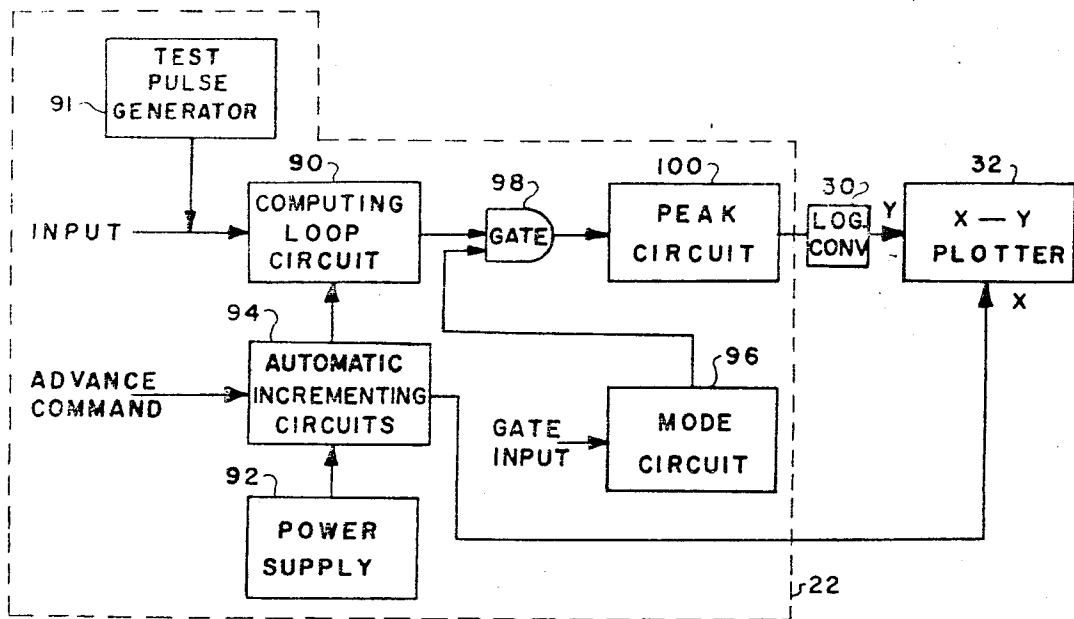 TEST
PULSE
GENERATOR
91
INPUT
90
COMPUTING
LOOP
CIRCUIT
98
GATE
100
PEAK
CIRCUIT
30
LOG.
CONV
Y
32
X — Y
PLOTTER
X
94
AUTOMATIC
INCREMENTING
CIRCUITS
ADVANCE
COMMAND
96
MODE
CIRCUIT
GATE
INPUT
92
POWER
SUPPLY
22